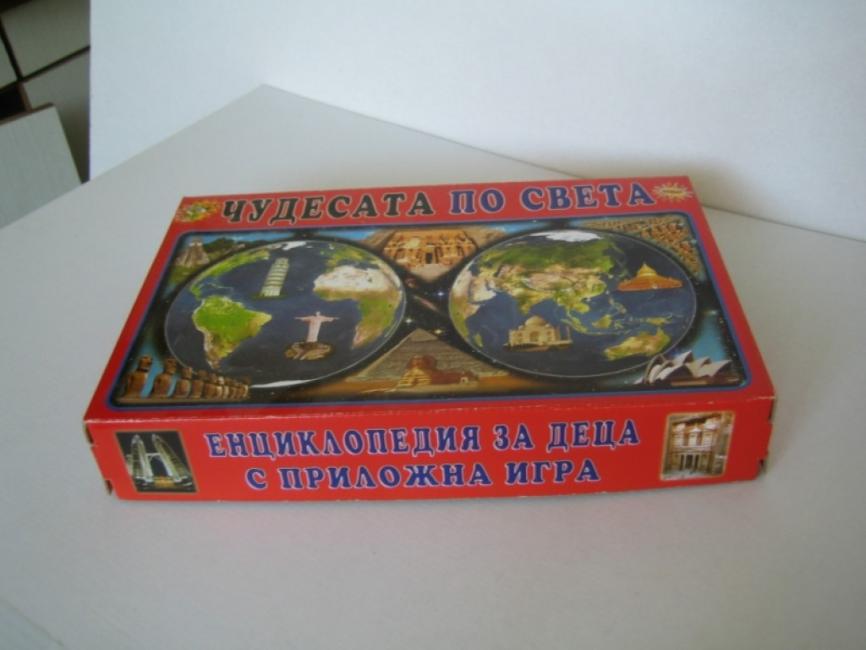 ЧУДЕСАТА ПО СВЕТА
ЕНЦИКЛОПЕДИЯ ЗА ДЕЦА
С ПРИЛОЖНА ИГРА